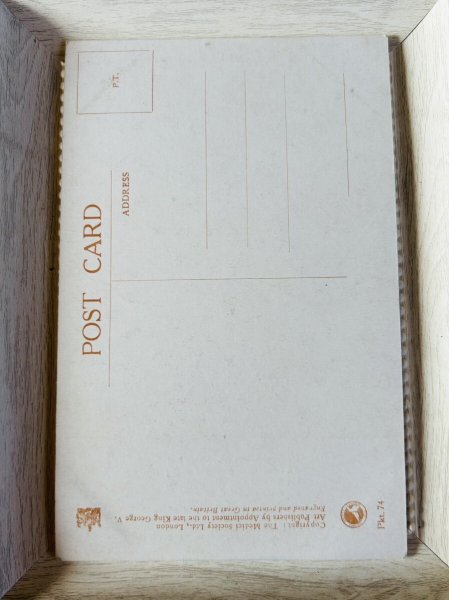 POST CARD
ADDRESS
P.T.
Copyright: The Medici Society Ltd., London
Art Publishers by Appointment to the late King George V.
Engraved and printed in Great Britain.
Pkt. 74